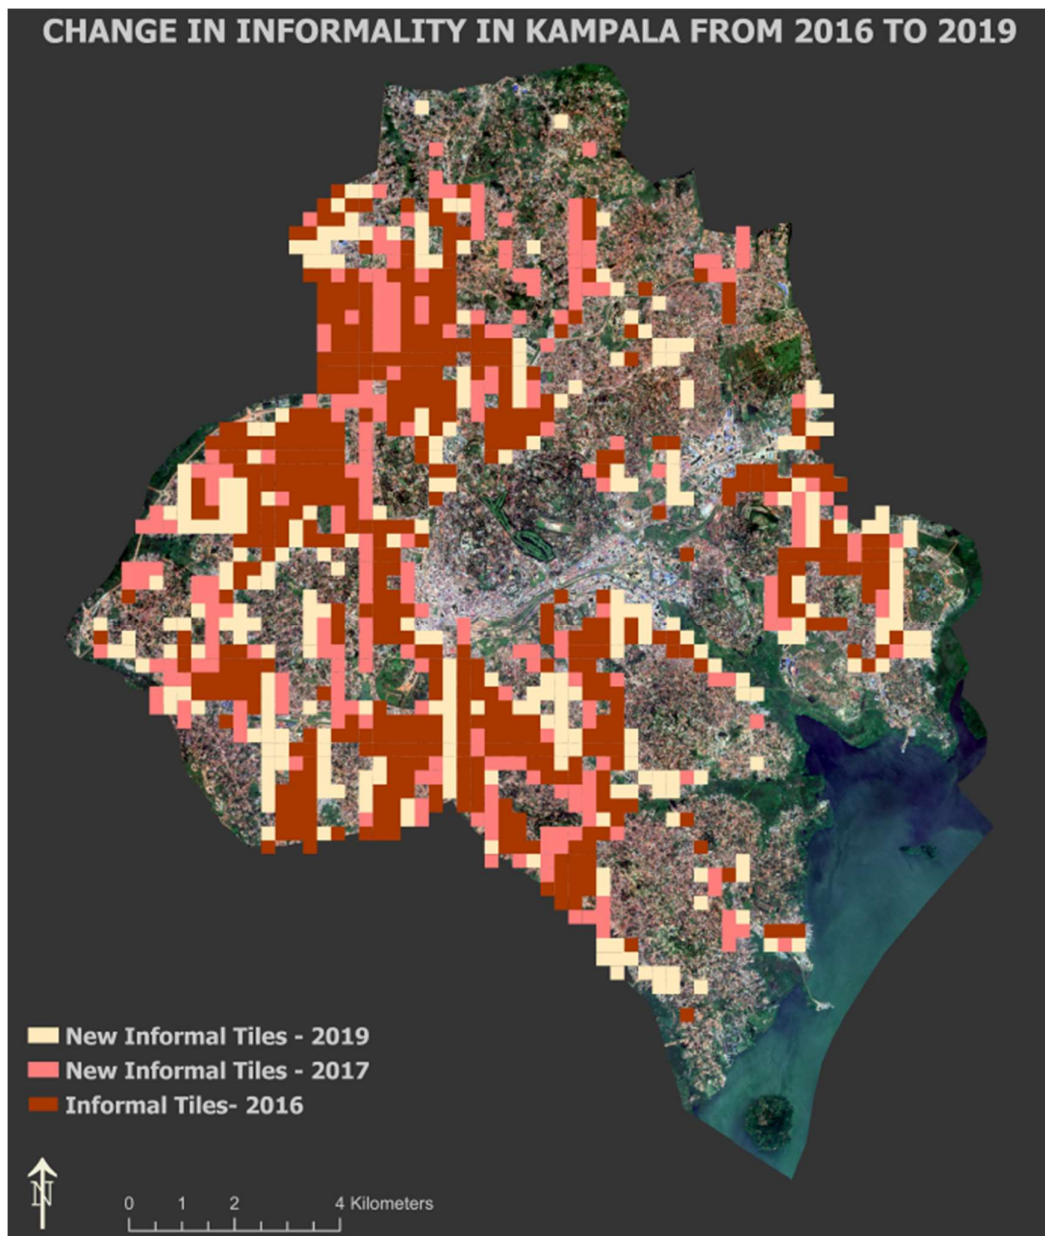 CHANGE IN INFORMALITY IN KAMPALA FROM 2016 TO 2019
New Informal Tiles - 2019
New Informal Tiles - 2017
Informal Tiles- 2016
N
0 1 2 4 Kilometers